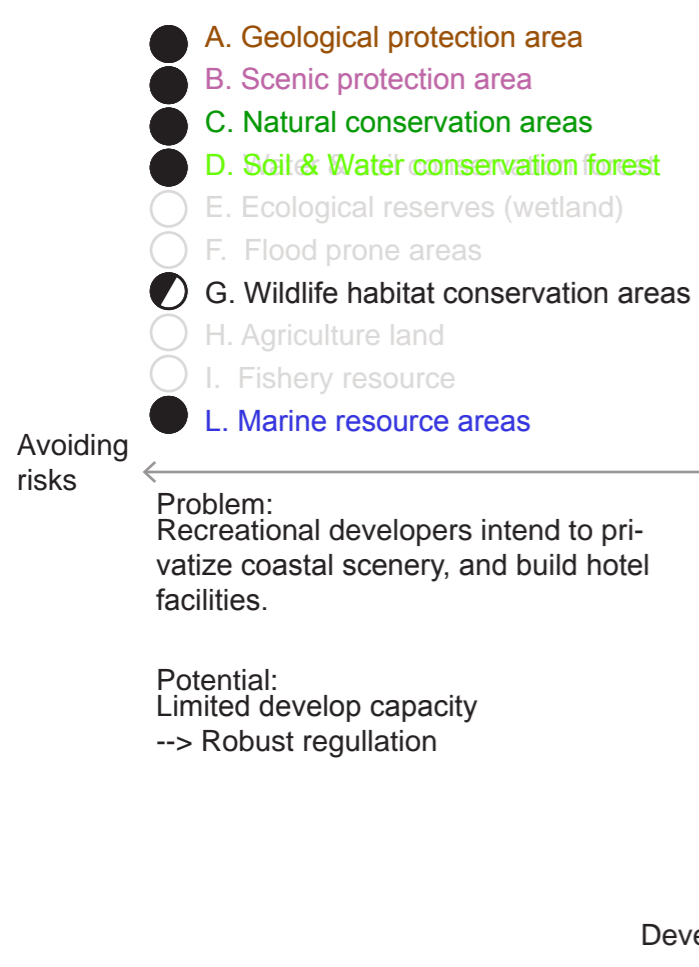 A. Geological protection area
B. Scenic protection area
C. Natural conservation areas
D. Soil & Water conservation forest
E. Ecological reserves (wetland)
F. Flood prone areas
G. Wildlife habitat conservation areas
H. Agriculture land
I. Fishery resource
L. Marine resource areas
Avoiding
risks
Problem:
Recreational developers intend to pri-
vatize coastal scenery, and build hotel
facilities.
Potential:
Limited develop capacity
--> Robust regullation
Deve